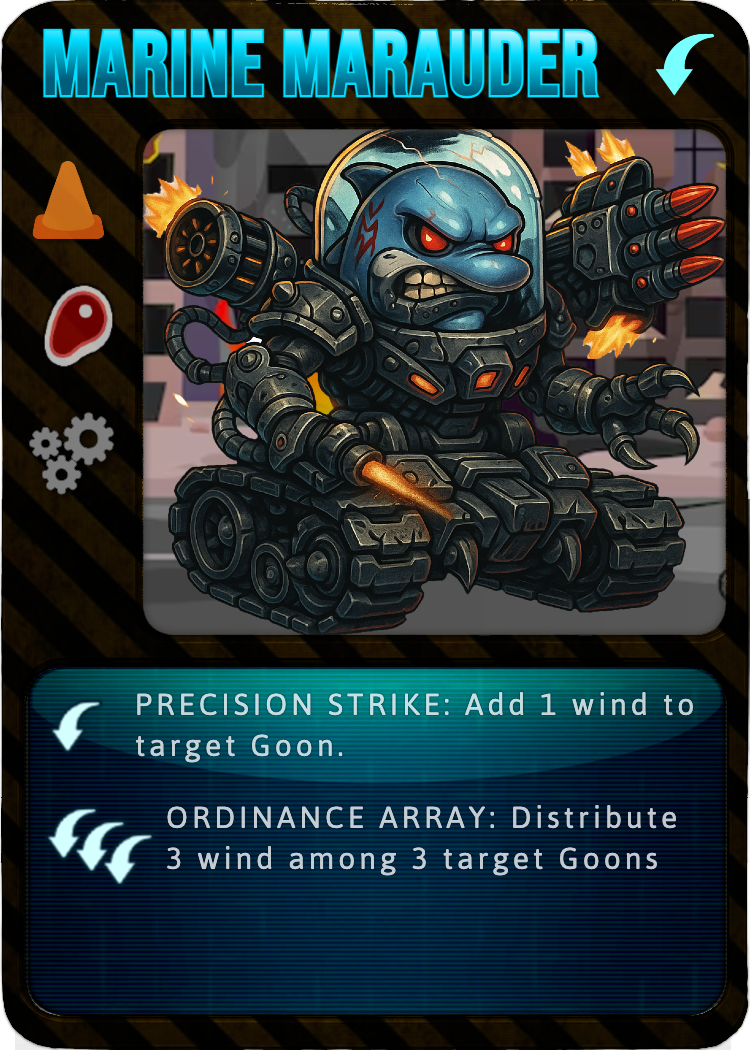 MARINE MARAUDER
PRECISION STRIKE: Add 1 wind to
target Goon.
ORDINANCE ARRAY: Distribute
3 wind among 3 target Goons